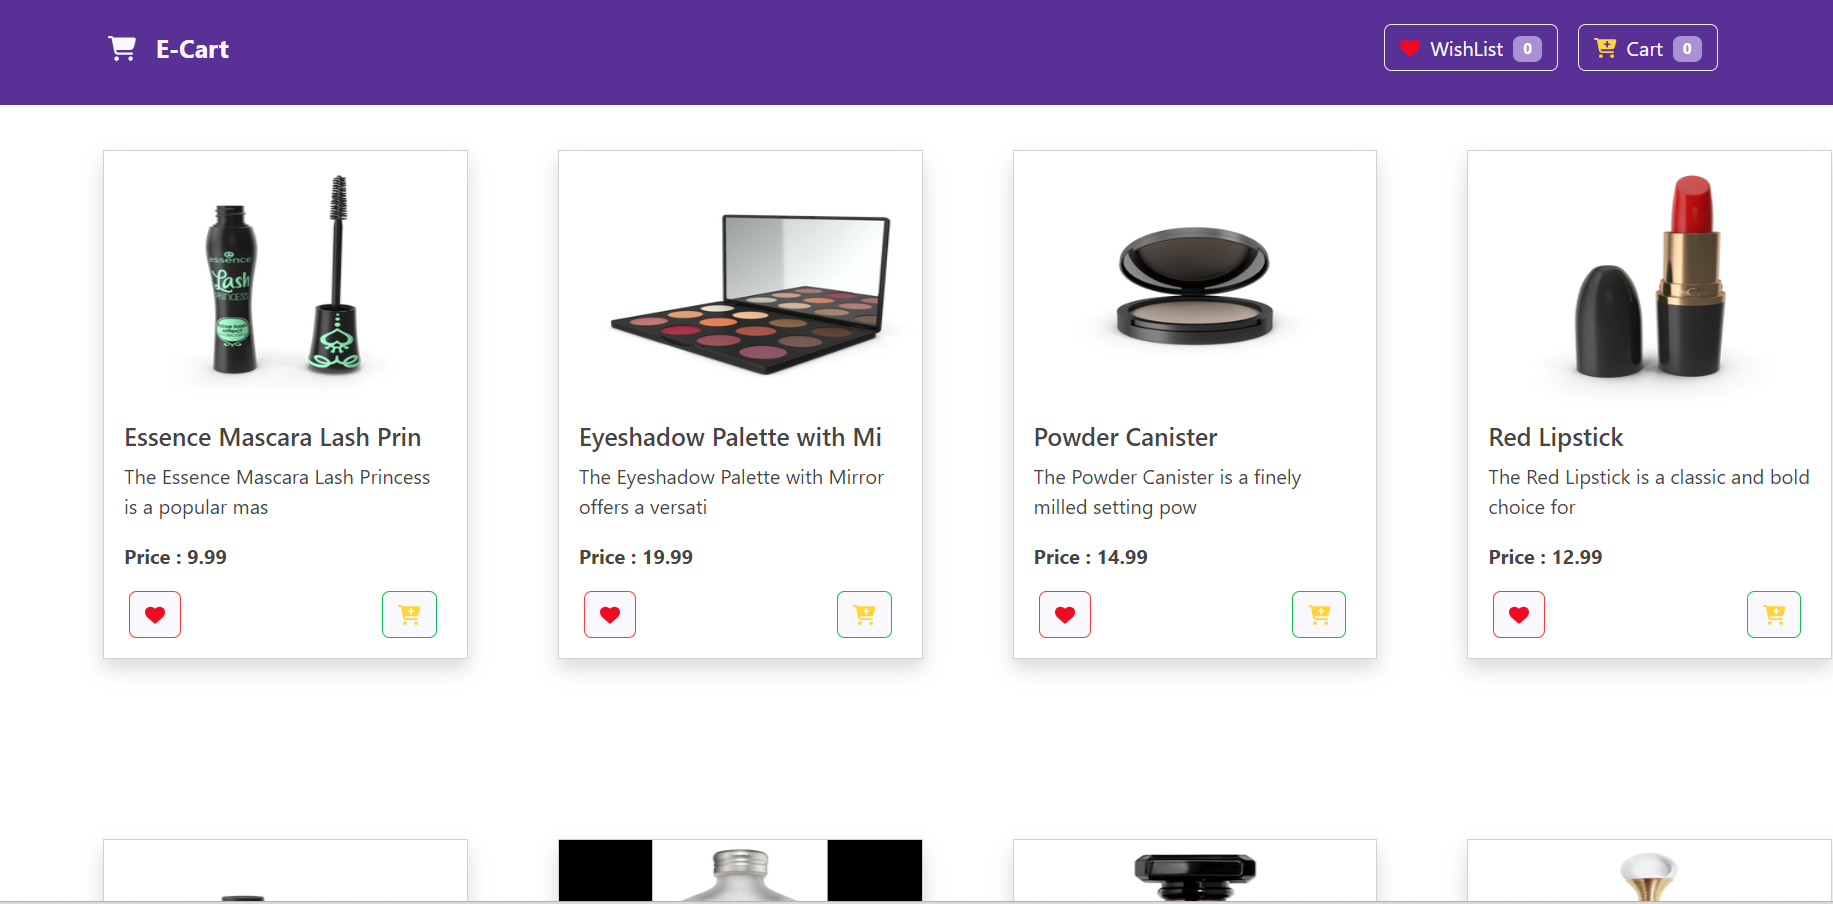 E-Cart
WishList 0
Cart 0
essence
Lash
PRINCESS
false lash
effect
Essence Mascara Lash Prin
The Essence Mascara Lash Princess
is a popular mas
Price : 9.99
Eyeshadow Palette with Mi
The Eyeshadow Palette with Mirror
offers a versati
Price : 19.99
Powder Canister
The Powder Canister is a finely
milled setting pow
Price : 14.99
Red Lipstick
The Red Lipstick is a classic and bold
choice for
Price : 12.99